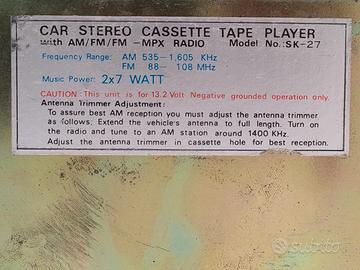 CAR STEREO CASSETTE TAPE PLAYER
with AM/FM/FM -MPX RADIO Model No.:SK-27
Frequency Range: AM 535-1,605 KHz
FM 88- 108 MHz
Music Power: 2x7 WATT
CAUTION: This unit is for 13.2 Volt Negative grounded operation only.
Antenna Trimmer Adjustment:
To assure best AM reception you must adjust the antenna trimmer
as follows; Extend the vehicle's antenna to full length. Turn on
the radio and tune to an AM station around 1400 KHz.
Adjust the antenna trimmer in cassette hole for best reception.
subito